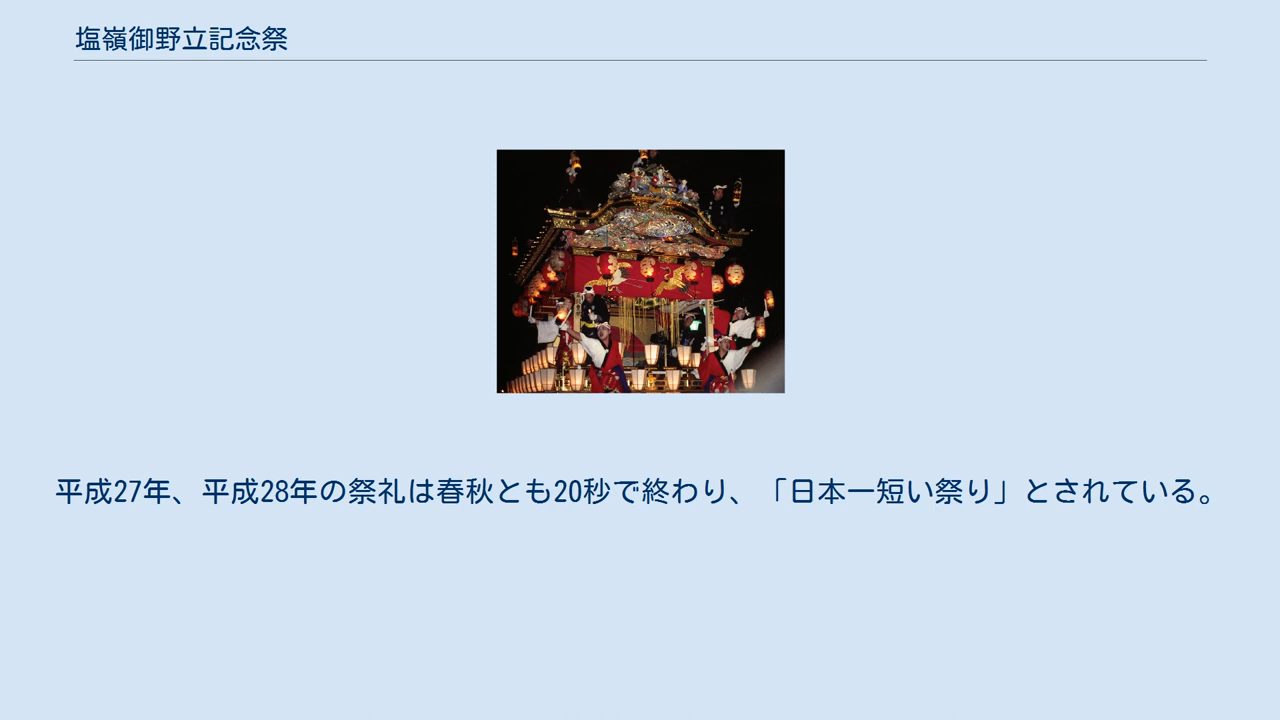 塩嶺御野立記念祭
平成27年、平成28年の祭礼は春秋とも20秒で終わり、「日本一短い祭り」とされている。